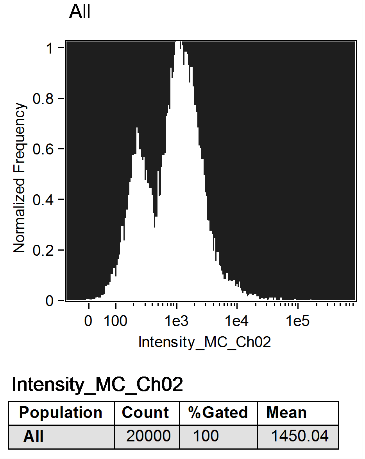 All
Normalized Frequency
1
0.8
0.6
0.4
0.2
0
0 100 1e3 1e4 1e5
Intensity_MC_Ch02
Intensity_MC_Ch02
Population Count %Gated Mean
All 20000 100 1450.04